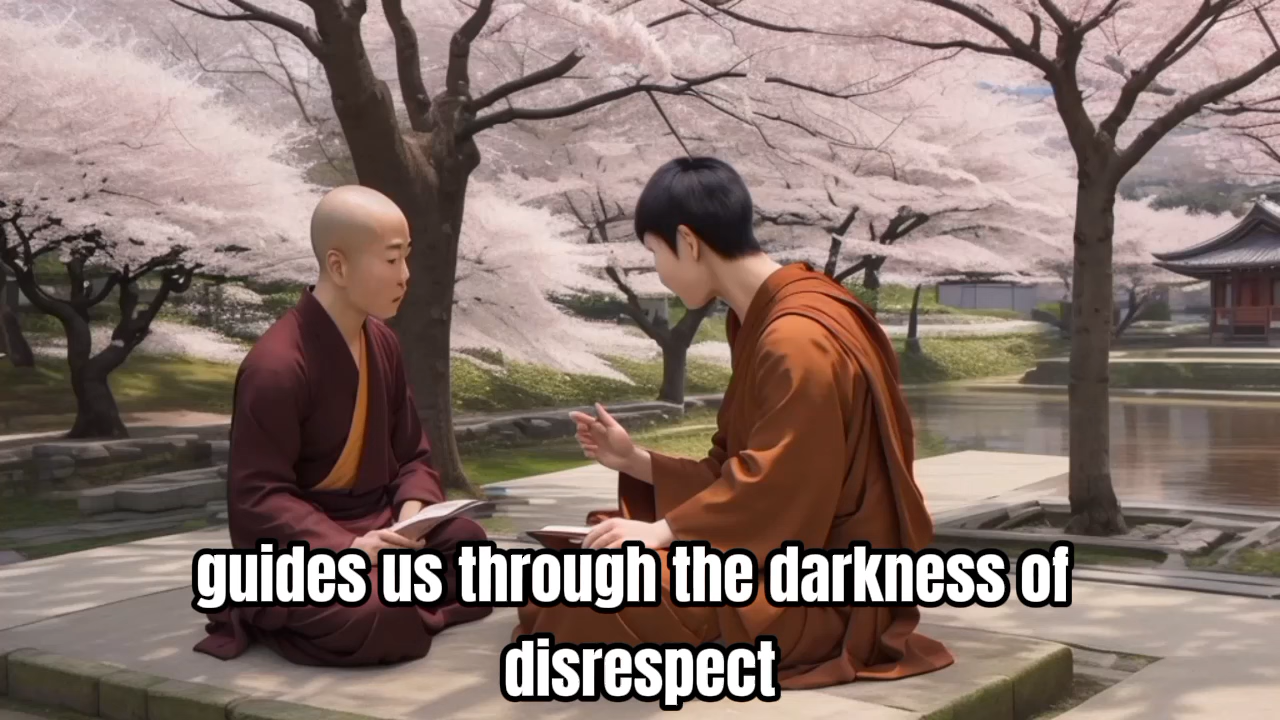 guides us through the darkness of
disrespect